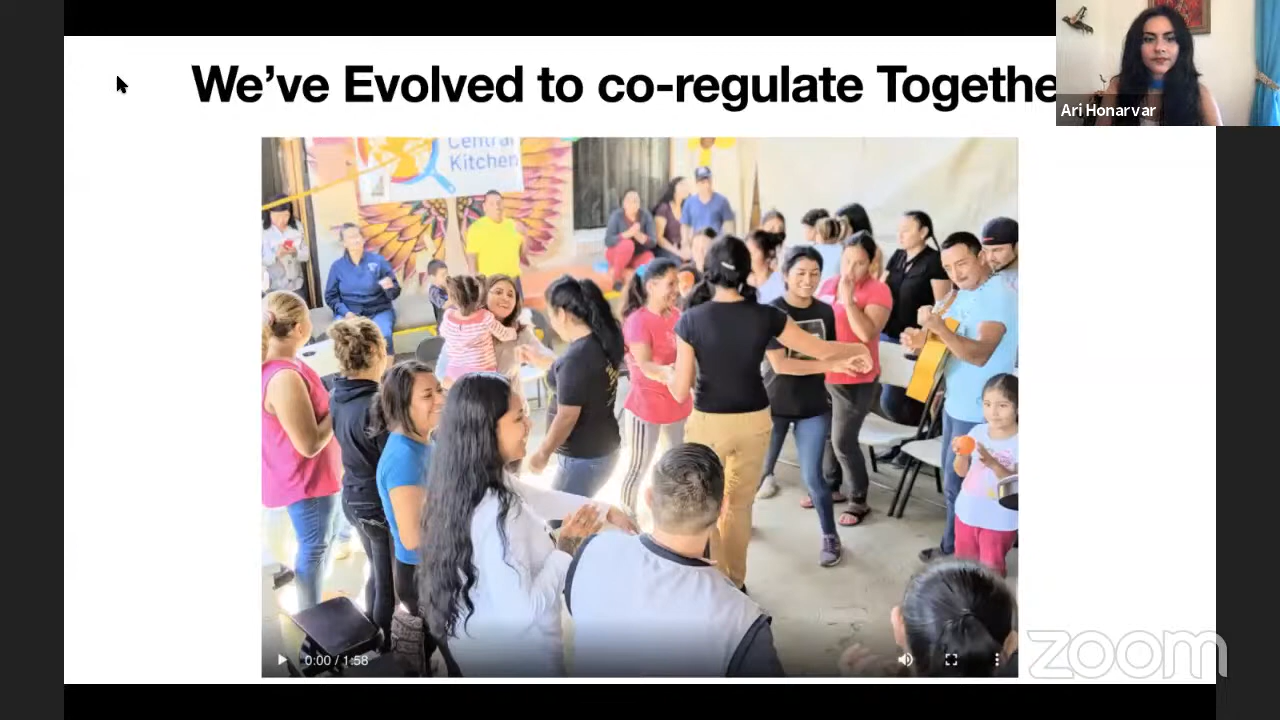 We've Evolved to co-regulate Togethe
Ari Honarvar
Central
Kitchen
0:00 / 1:58
zoom